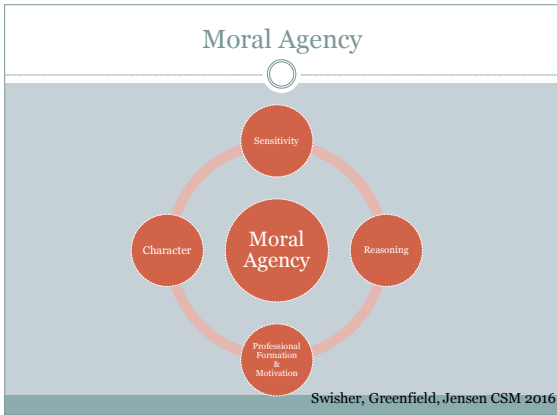 Moral Agency
Sensitivity
Character
Moral
Agency
Reasoning
Professional
Formation
&
Motivation
Swisher, Greenfield, Jensen CSM 2016